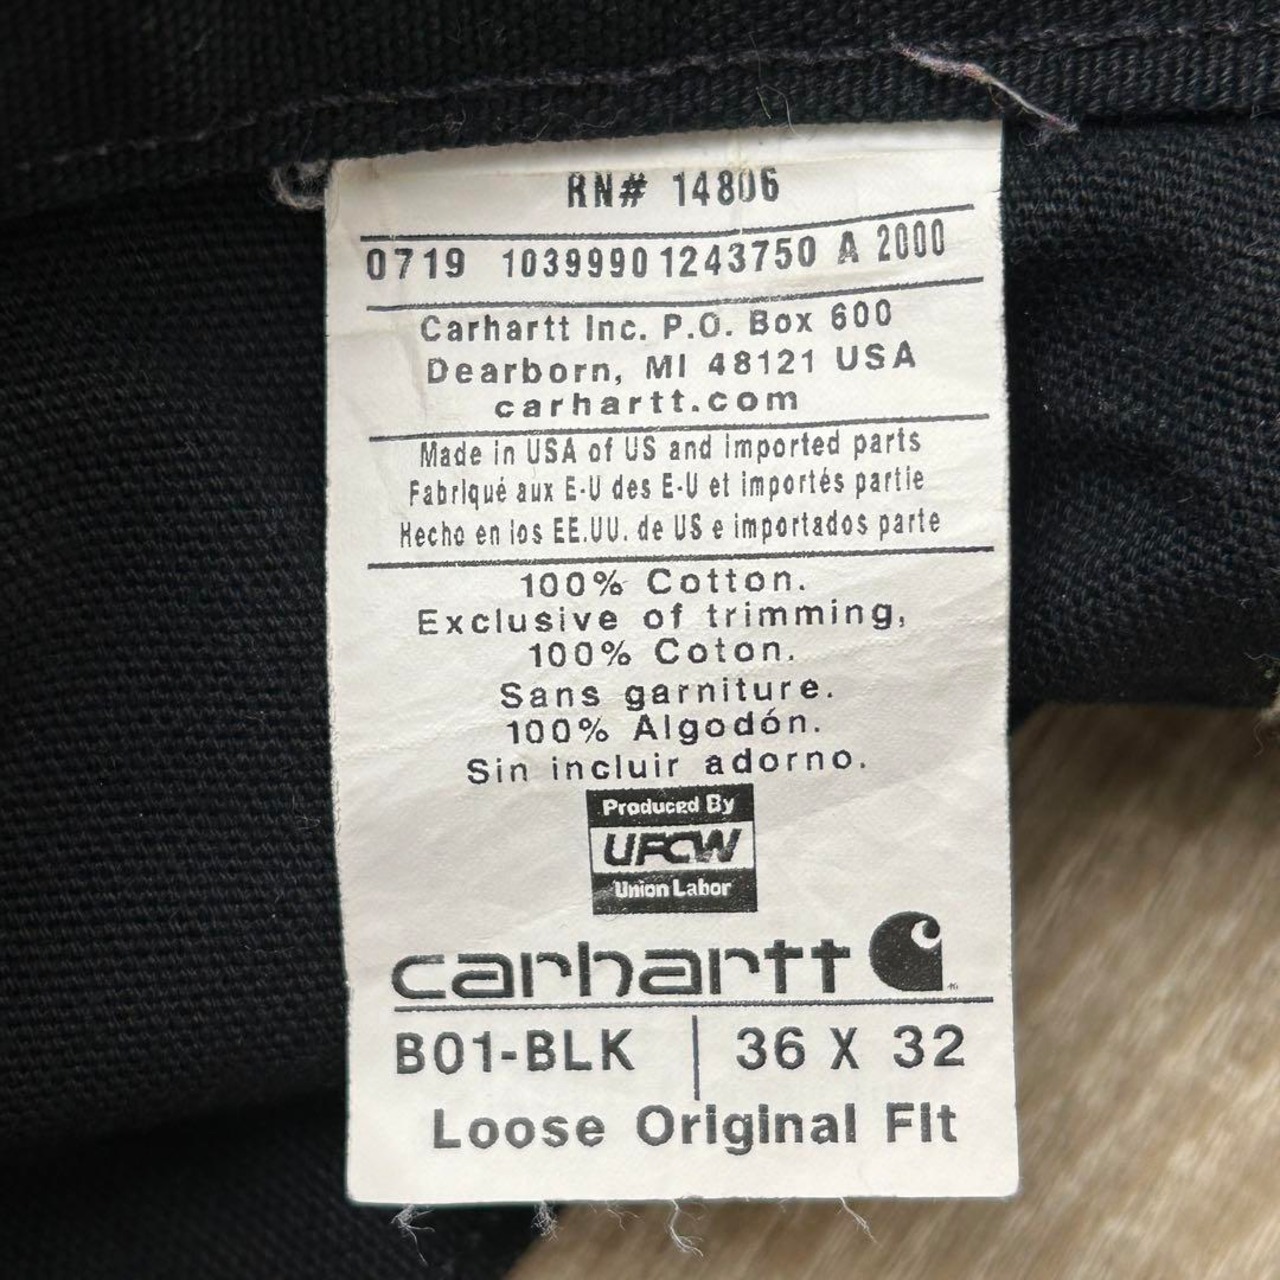 RN# 14806
0719 1039990 1243750 A 2000
Carhartt Inc. P.O. Box 600
Dearborn, MI 48121 USA
carhartt.com
Made in USA of US and imported parts
Fabriqué aux E-U des E-U et importés partie
Hecho en los EE.UU. de US e importados parte
100% Cotton.
Exclusive of trimming,
100% Coton.
Sans garniture.
100% Algodón.
Sin incluir adorno.
Produced By
UFCW
Union Labor
carhartt
B01-BLK | 36 X 32
Loose Original Fit